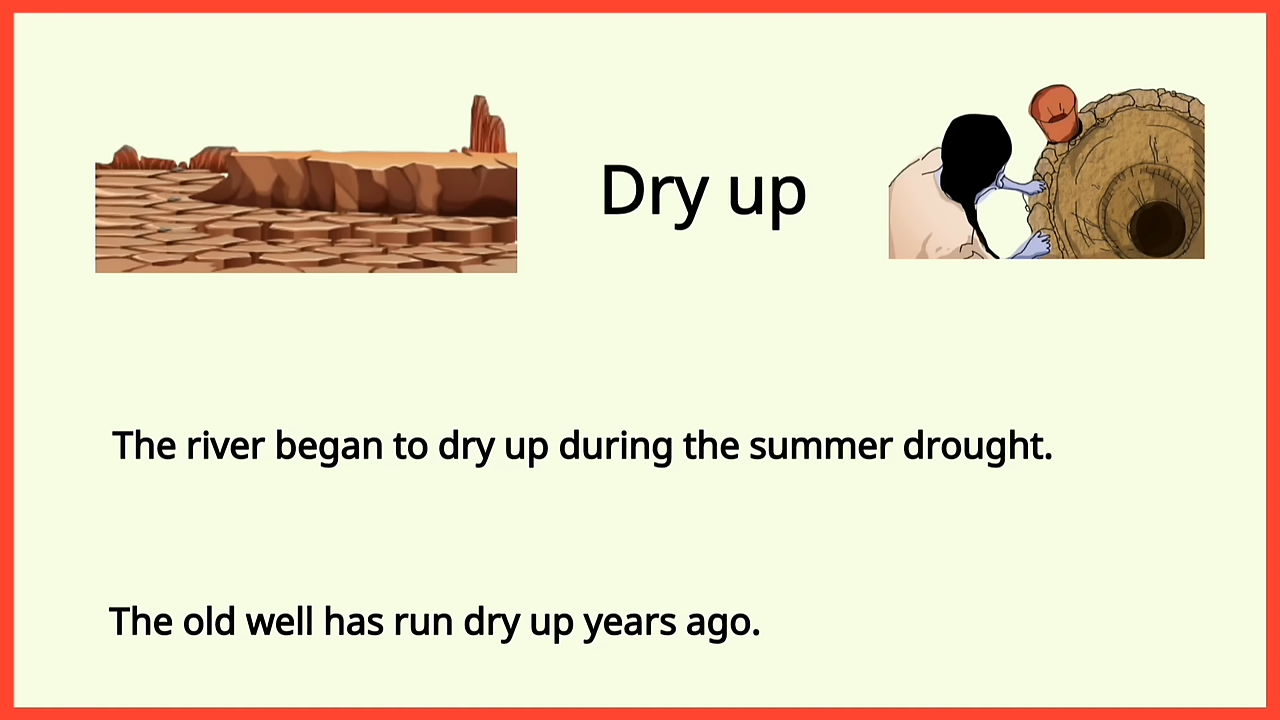 Dry up
The river began to dry up during the summer drought.
The old well has run dry up years ago.